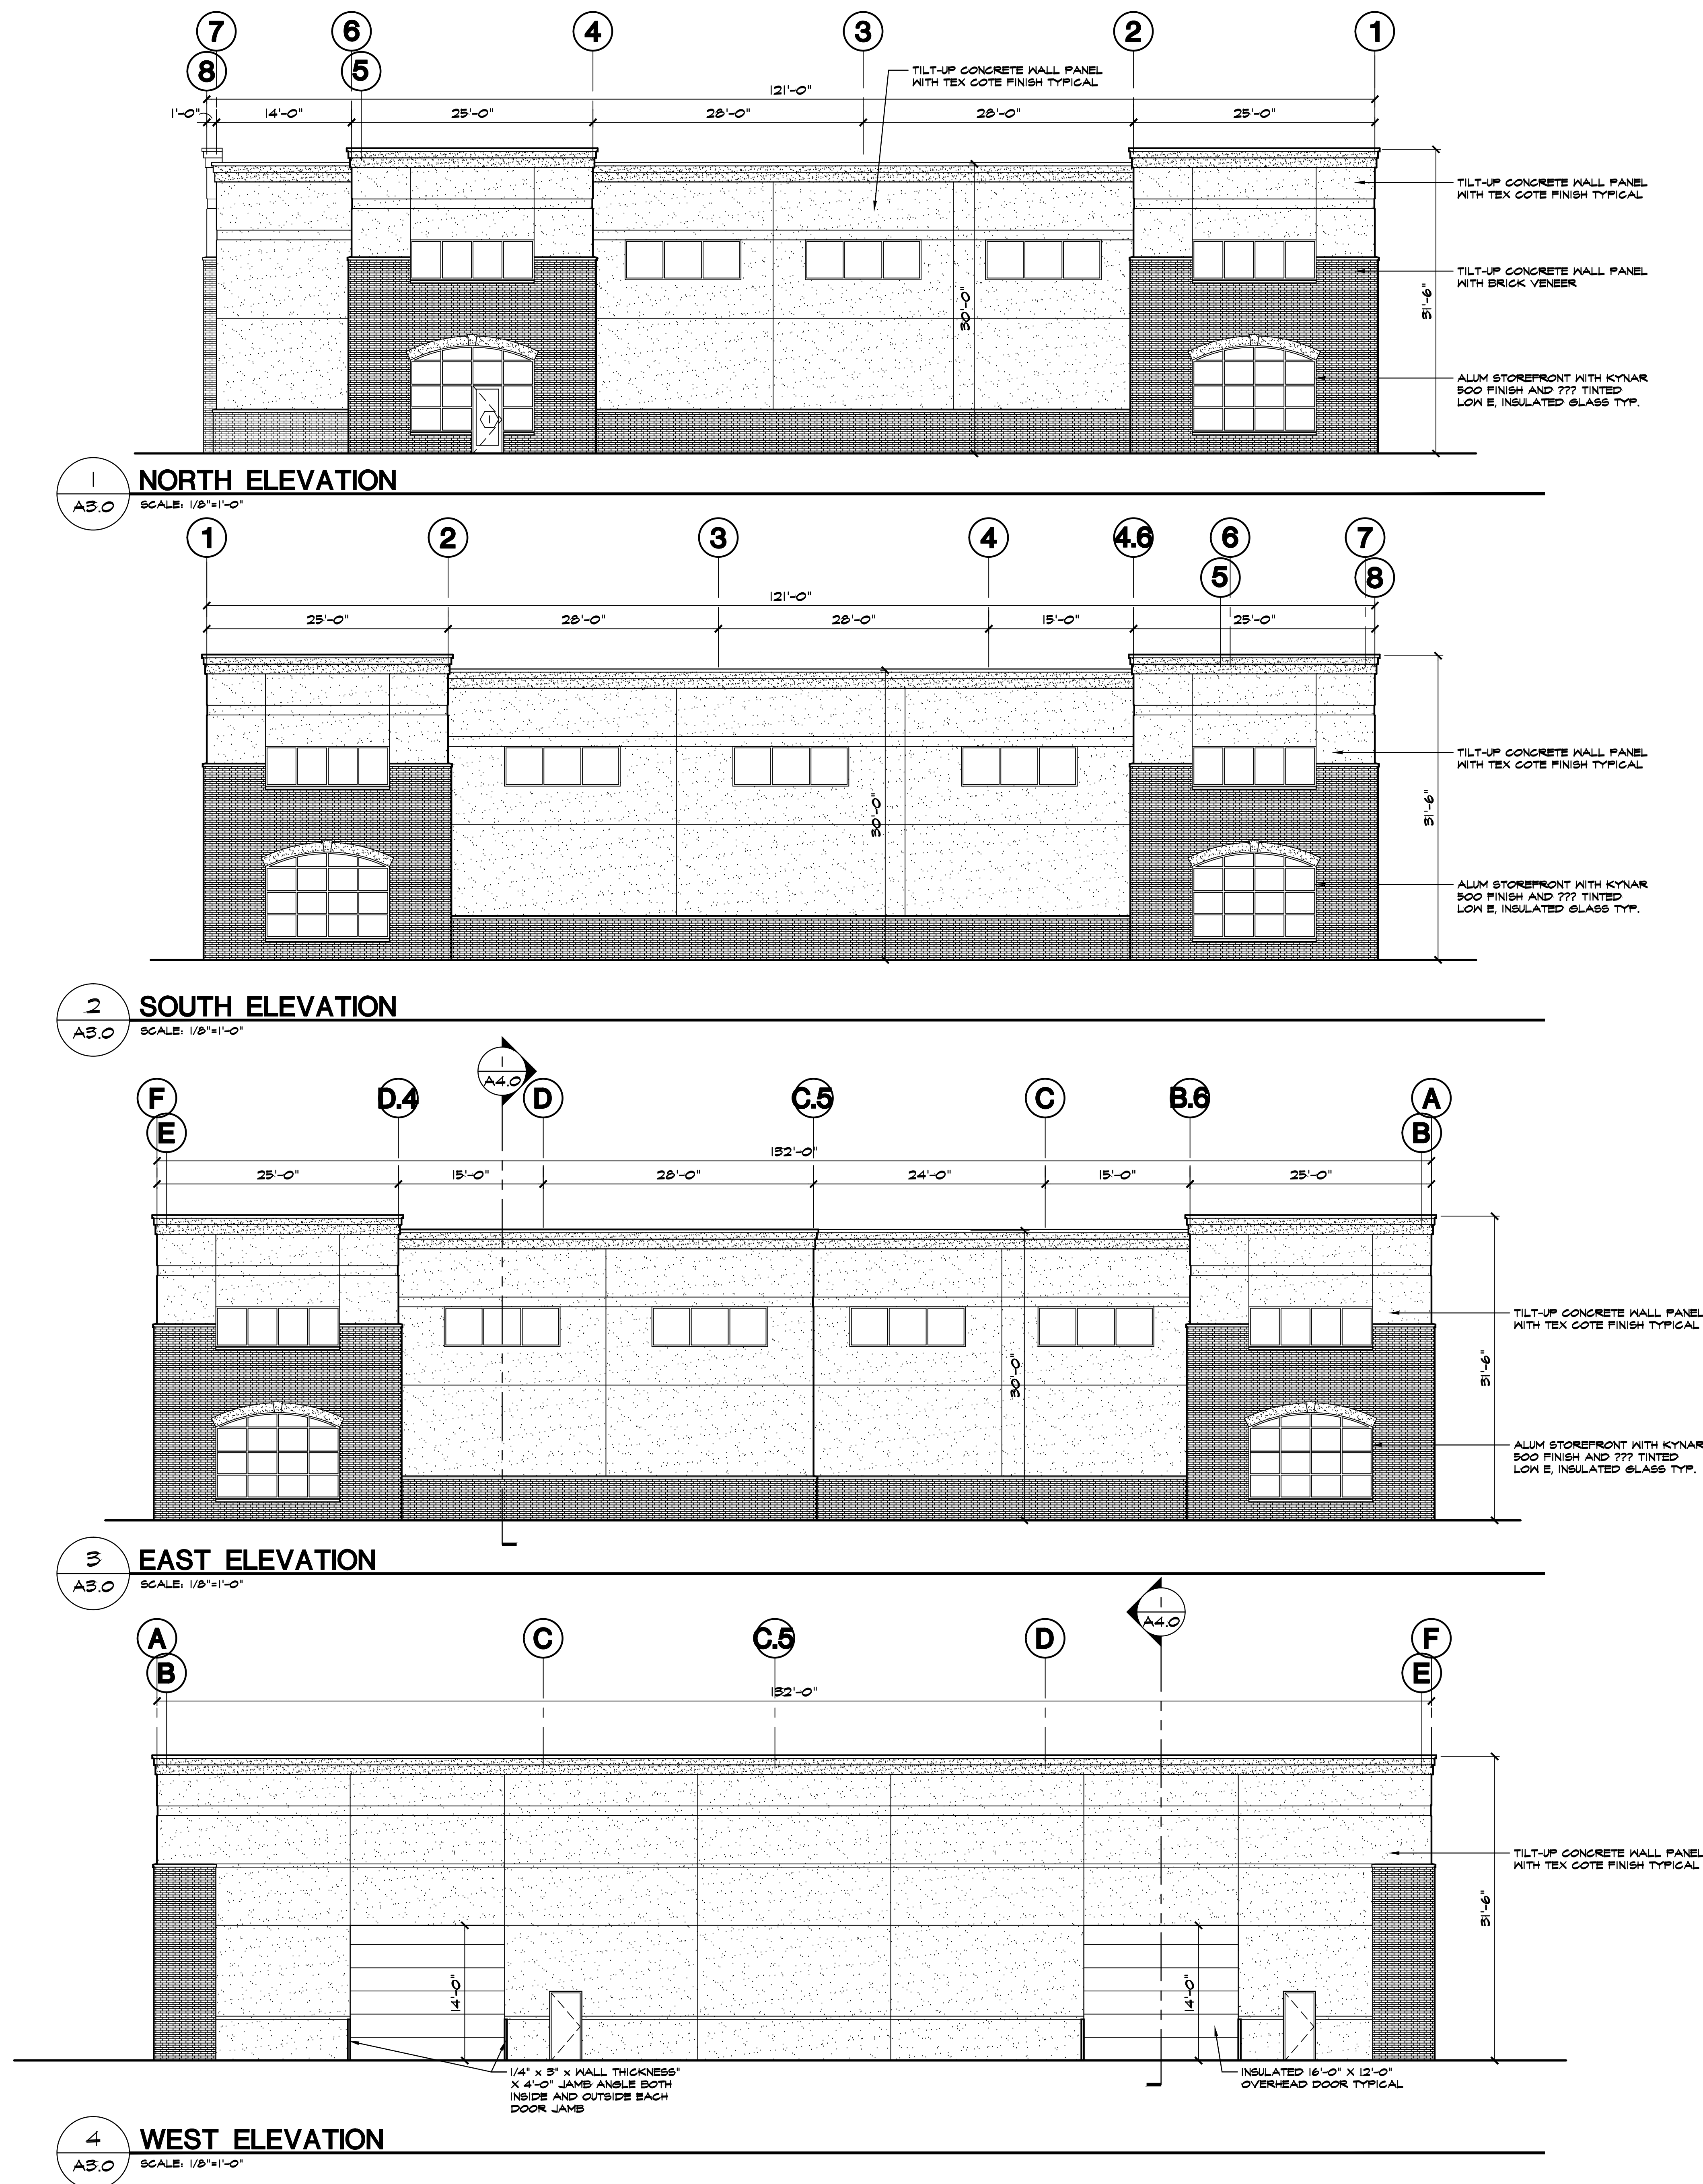 7 6 4 3 2 1
8 5
TILT-UP CONCRETE WALL PANEL
WITH TEX COTE FINISH TYPICAL
121'-0"
1'-0" 14'-0" 25'-0" 28'-0" 28'-0" 25'-0"
TILT-UP CONCRETE WALL PANEL
WITH TEX COTE FINISH TYPICAL
TILT-UP CONCRETE WALL PANEL
WITH BRICK VENEER
30'-0"
31'-6"
ALUM STOREFRONT WITH KYNAR
500 FINISH AND ??? TINTED
LOW E, INSULATED GLASS TYP.
1
1
A3.0
NORTH ELEVATION
SCALE: 1/8"=1'-0"
1 2 3 4 4.6 6 7
5 8
121'-0"
25'-0" 28'-0" 28'-0" 15'-0" 25'-0"
TILT-UP CONCRETE WALL PANEL
WITH TEX COTE FINISH TYPICAL
30'-0"
31'-6"
ALUM STOREFRONT WITH KYNAR
500 FINISH AND ??? TINTED
LOW E, INSULATED GLASS TYP.
2
A3.0
SOUTH ELEVATION
SCALE: 1/8"=1'-0"
1
A4.0
F D.4 D C.5 C B.6 A
E B
132'-0"
25'-0" 15'-0" 28'-0" 24'-0" 15'-0" 25'-0"
TILT-UP CONCRETE WALL PANEL
WITH TEX COTE FINISH TYPICAL
30'-0"
31'-6"
ALUM STOREFRONT WITH KYNAR
500 FINISH AND ??? TINTED
LOW E, INSULATED GLASS TYP.
3
A3.0
EAST ELEVATION
SCALE: 1/8"=1'-0"
1
A4.0
A C C.5 D F
B E
132'-0"
TILT-UP CONCRETE WALL PANEL
WITH TEX COTE FINISH TYPICAL
31'-6"
14'-0" 14'-0"
1/4" x 3" x WALL THICKNESS"
X 4'-0" JAMB ANGLE BOTH
INSIDE AND OUTSIDE EACH
DOOR JAMB
INSULATED 16'-0" X 12'-0"
OVERHEAD DOOR TYPICAL
4
A3.0
WEST ELEVATION
SCALE: 1/8"=1'-0"